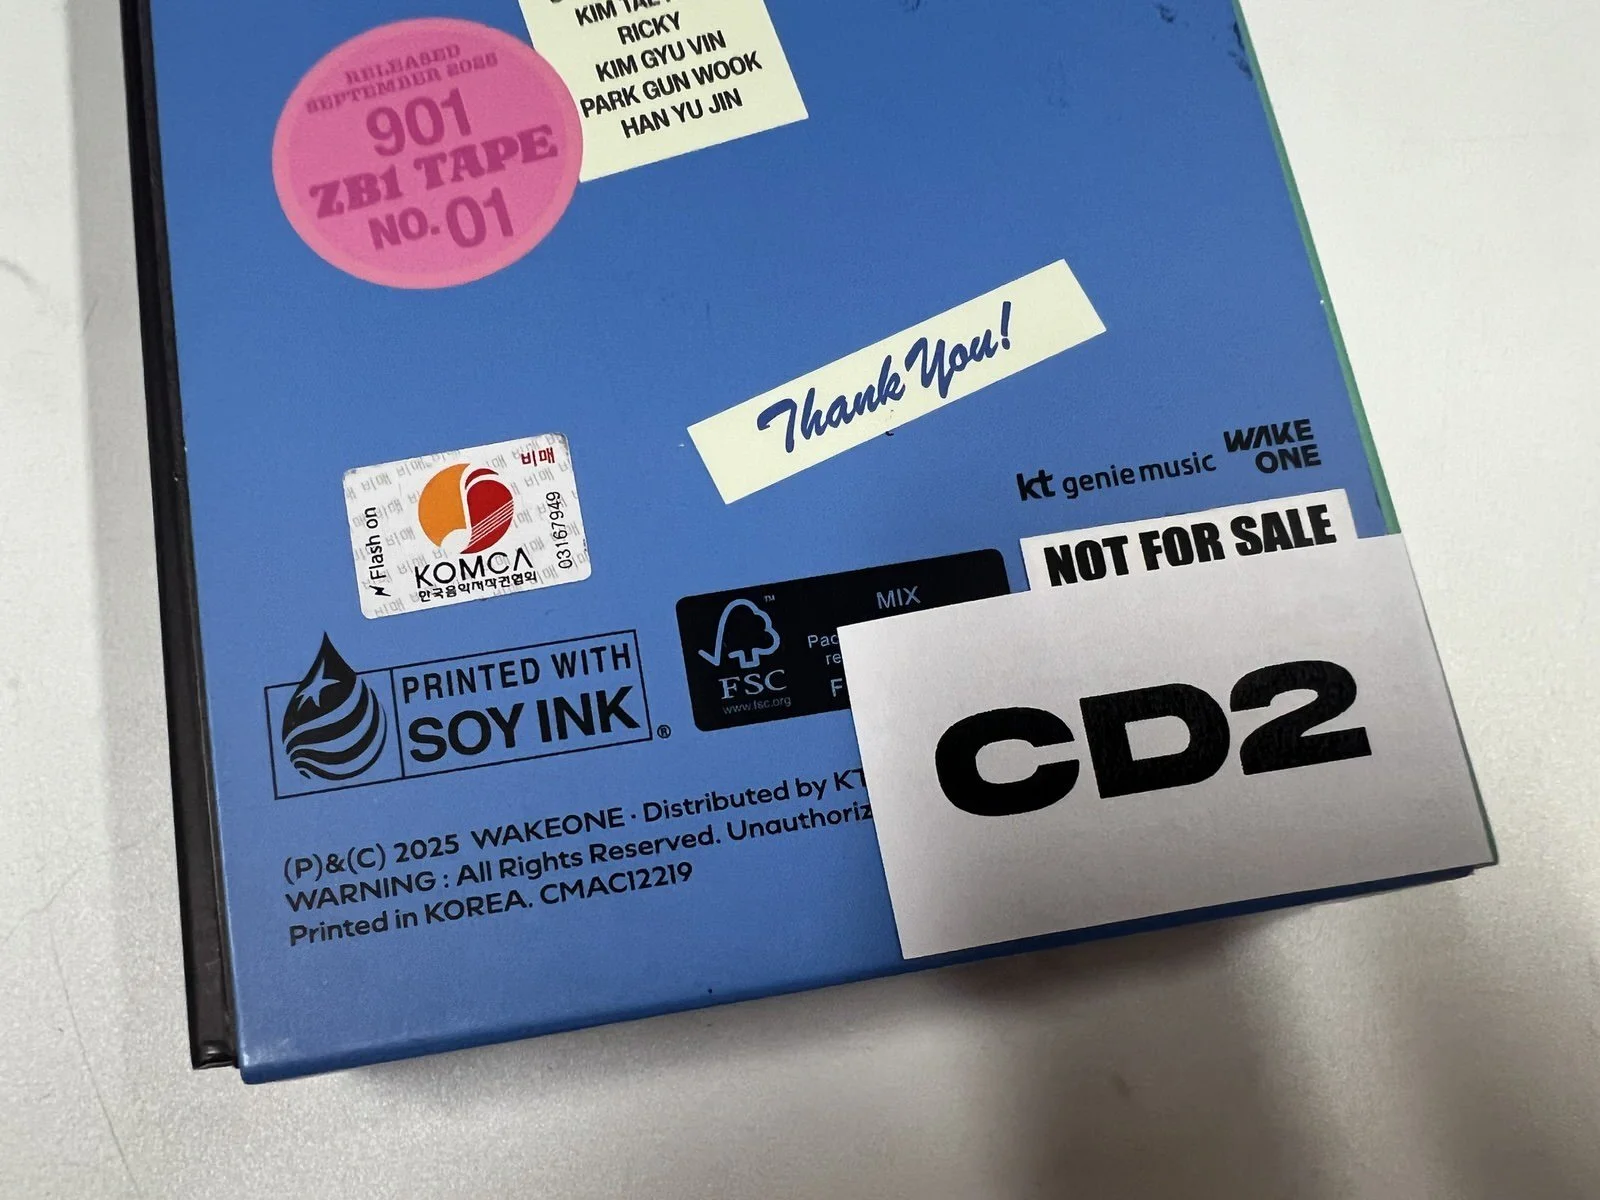 KIM
RICKY
KIM GYU VIN
PARK GUN WOOK
HAN YU JIN
RELEASED
SEPTEMBER 2025
901
ZB1 TAPE
NO. 01
Thank You!
kt genie music
WAKE
ONE
NOT FOR SALE
CD2
비매
Flash on
03167949
KOMCA
한국음악저작권협회
PRINTED WITH
SOY INK
®
MIX
FSC
™
www.fsc.org
(P)&(C) 2025 WAKEONE · Distributed by KT
WARNING : All Rights Reserved.
Printed in KOREA. CMAC12219